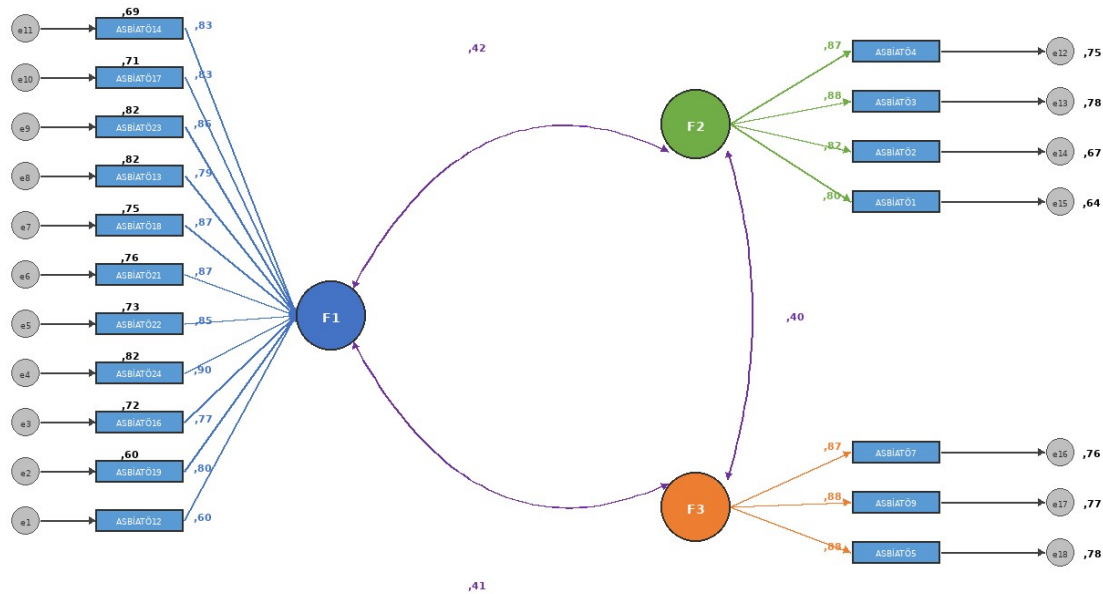 ,69
e11 ASBİATÖ14 ,83
,71
e10 ASBİATÖ17 ,83
,82
e9 ASBİATÖ23 ,86
,82
e8 ASBİATÖ13 ,79
,75
e7 ASBİATÖ18 ,87
,76
e6 ASBİATÖ21 ,87
,73
e5 ASBİATÖ22 ,85
,82
e4 ASBİATÖ24 ,90
,72
e3 ASBİATÖ16 ,77
,60
e2 ASBİATÖ19 ,80
e1 ASBİATÖ12 ,60
F1
,42
,41
,40
F2
,87 ASBİATÖ4 e12 ,75
,88 ASBİATÖ3 e13 ,78
,82 ASBİATÖ2 e14 ,67
,80 ASBİATÖ1 e15 ,64
F3
,87 ASBİATÖ7 e16 ,76
,88 ASBİATÖ9 e17 ,77
,88 ASBİATÖ5 e18 ,78